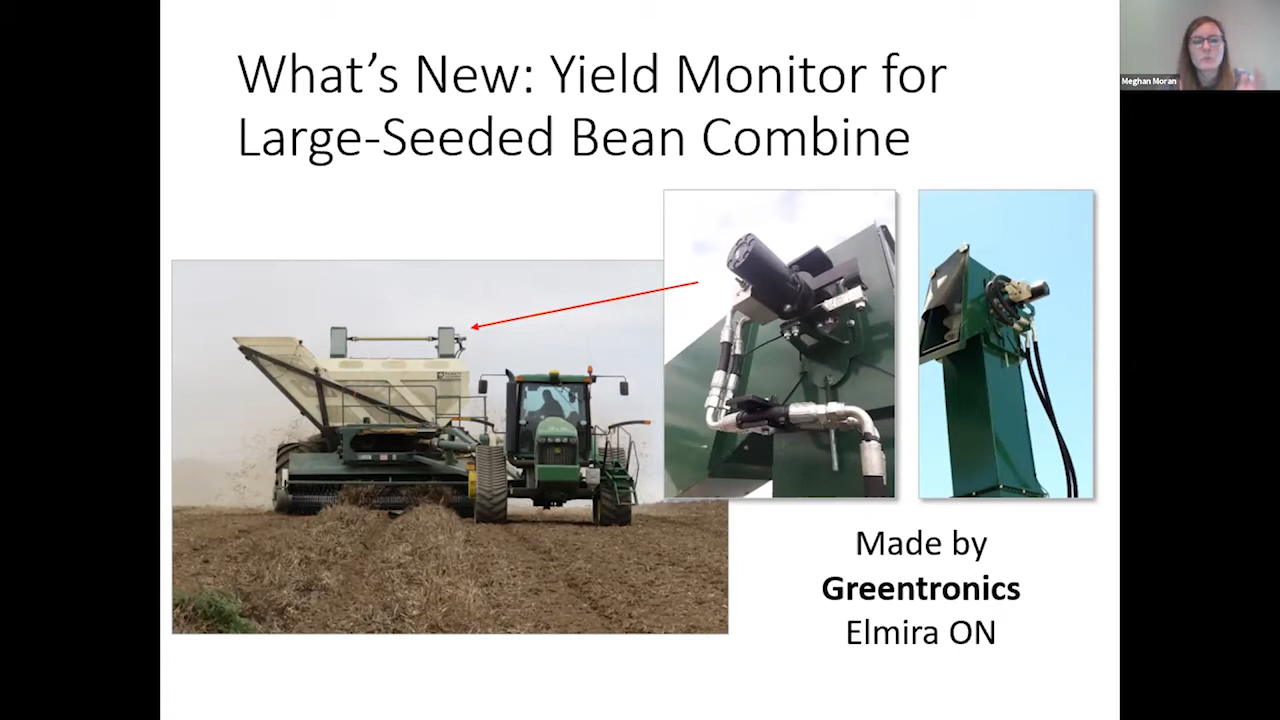 What's New: Yield Monitor for
Large-Seeded Bean Combine
Meghan Moran
Made by
Greentronics
Elmira ON